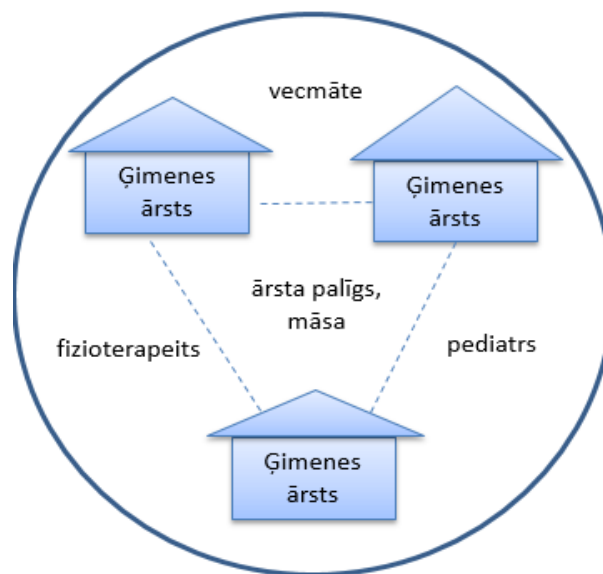 vecmāte
Ģimenes
ārsts
Ģimenes
ārsts
ārsta palīgs,
māsa
fizioterapeits
pediatrs
Ģimenes
ārsts